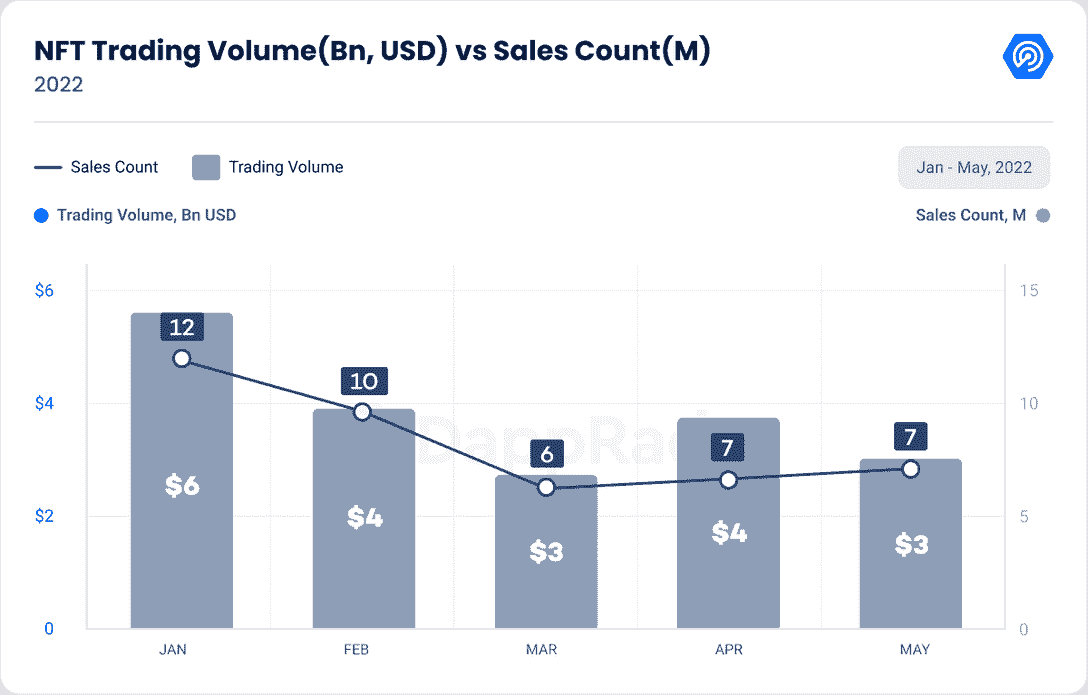 NFT Trading Volume(Bn, USD) vs Sales Count(M)
2022
Sales Count
Trading Volume
Jan - May, 2022
Trading Volume, Bn USD
Sales Count, M
$6
15
12
10
$4
10
DappRa
7
7
6
$6
$4
$2
5
$4
$3
$3
0
0
JAN
FEB
MAR
APR
MAY